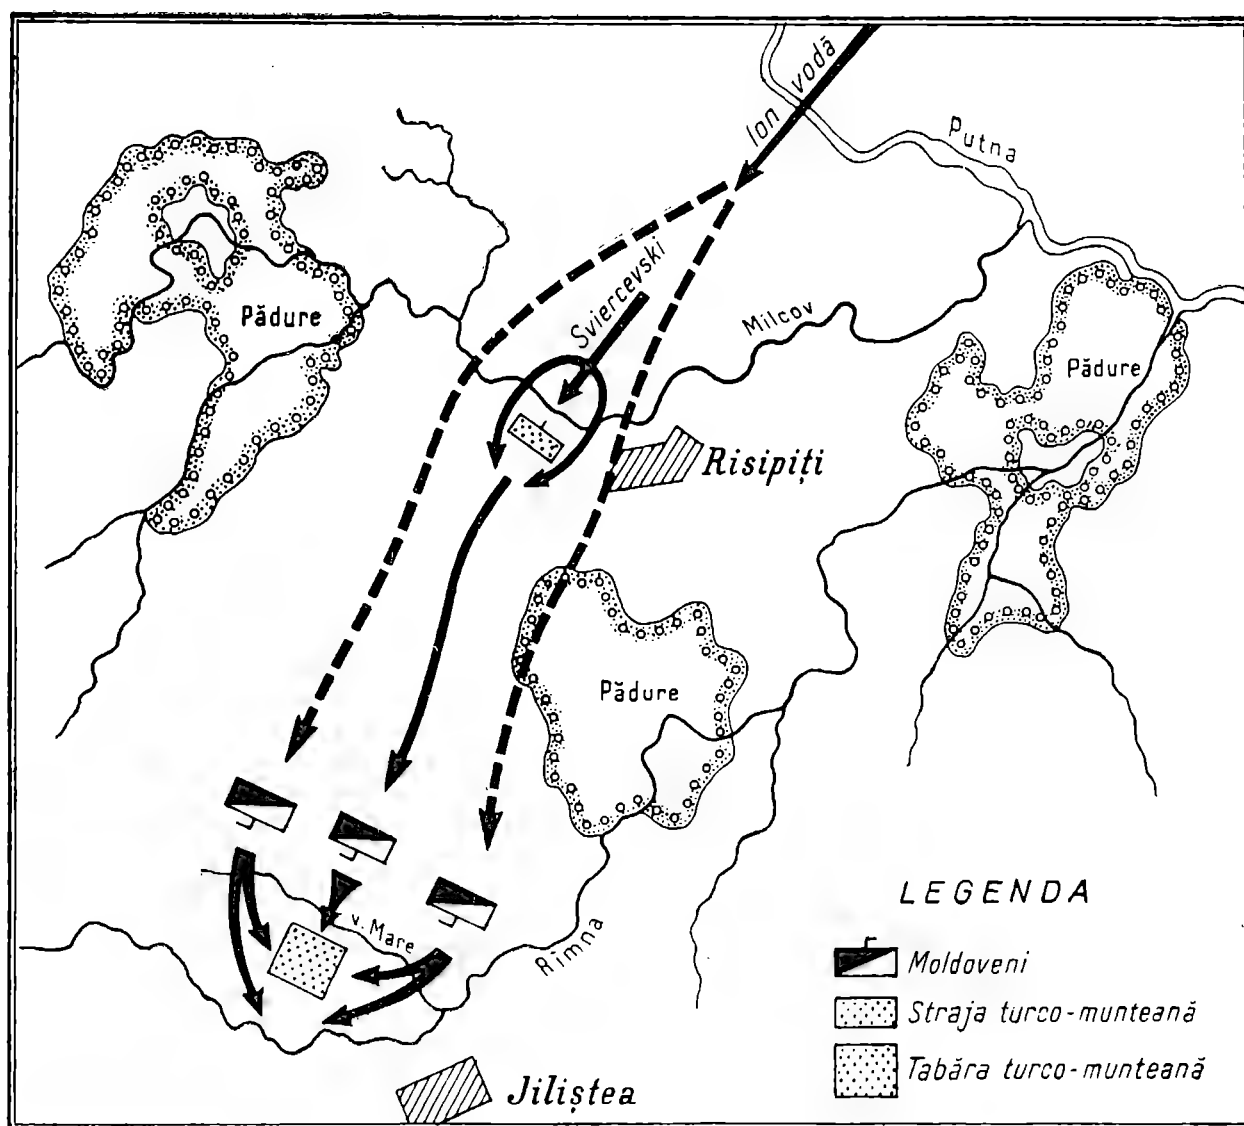 Ion vodă
Putna
Sviercevski
Pădure
Milcov
Pădure
Risipiți
Pădure
v. Mare
Rîmna
Jiliștea
LEGENDA
Moldoveni
Straja turco-munteană
Tabăra turco-munteană